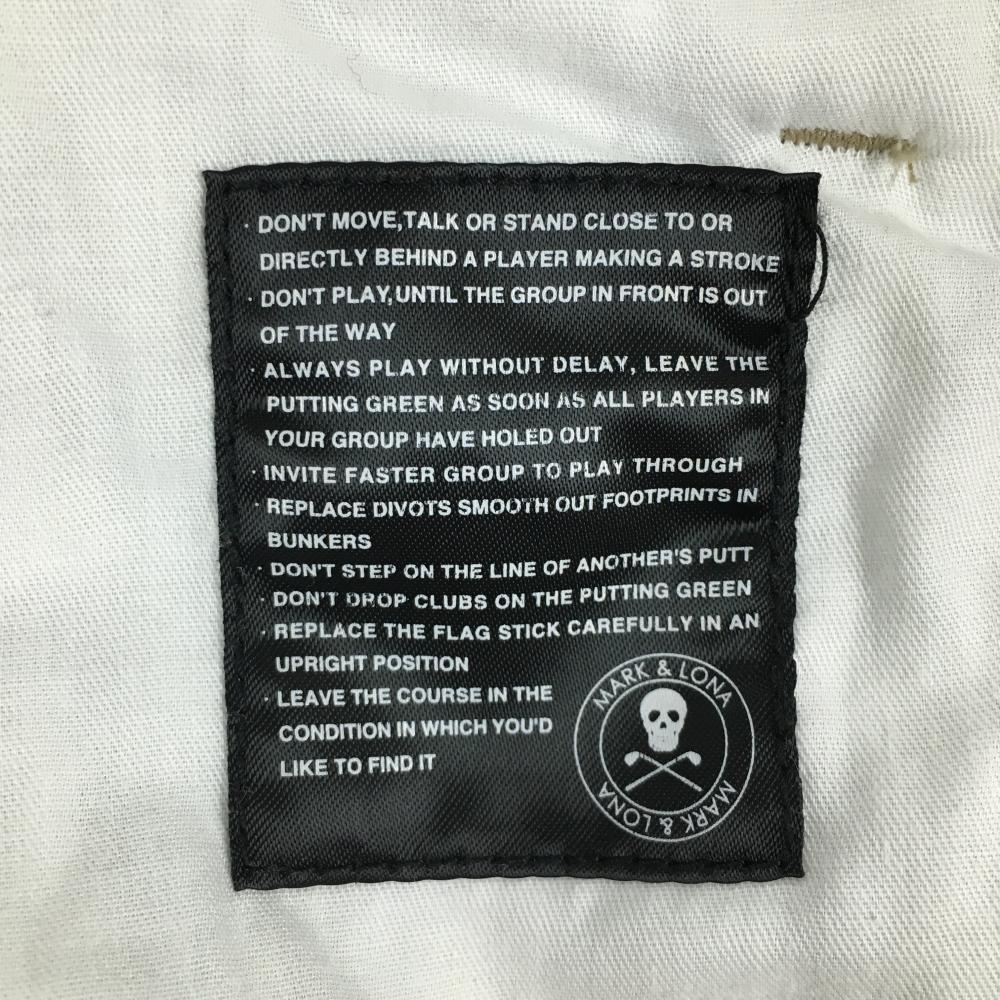 · DON'T MOVE,TALK OR STAND CLOSE TO OR
DIRECTLY BEHIND A PLAYER MAKING A STROKE
· DON'T PLAY,UNTIL THE GROUP IN FRONT IS OUT
OF THE WAY
· ALWAYS PLAY WITHOUT DELAY, LEAVE THE
PUTTING GREEN AS SOON AS ALL PLAYERS IN
YOUR GROUP HAVE HOLED OUT
· INVITE FASTER GROUP TO PLAY THROUGH
· REPLACE DIVOTS SMOOTH OUT FOOTPRINTS IN
BUNKERS
· DON'T STEP ON THE LINE OF ANOTHER'S PUTT
· DON'T DROP CLUBS ON THE PUTTING GREEN
· REPLACE THE FLAG STICK CAREFULLY IN AN
UPRIGHT POSITION
· LEAVE THE COURSE IN THE
CONDITION IN WHICH YOU'D
LIKE TO FIND IT
MARK & LONA
MARK & LONA